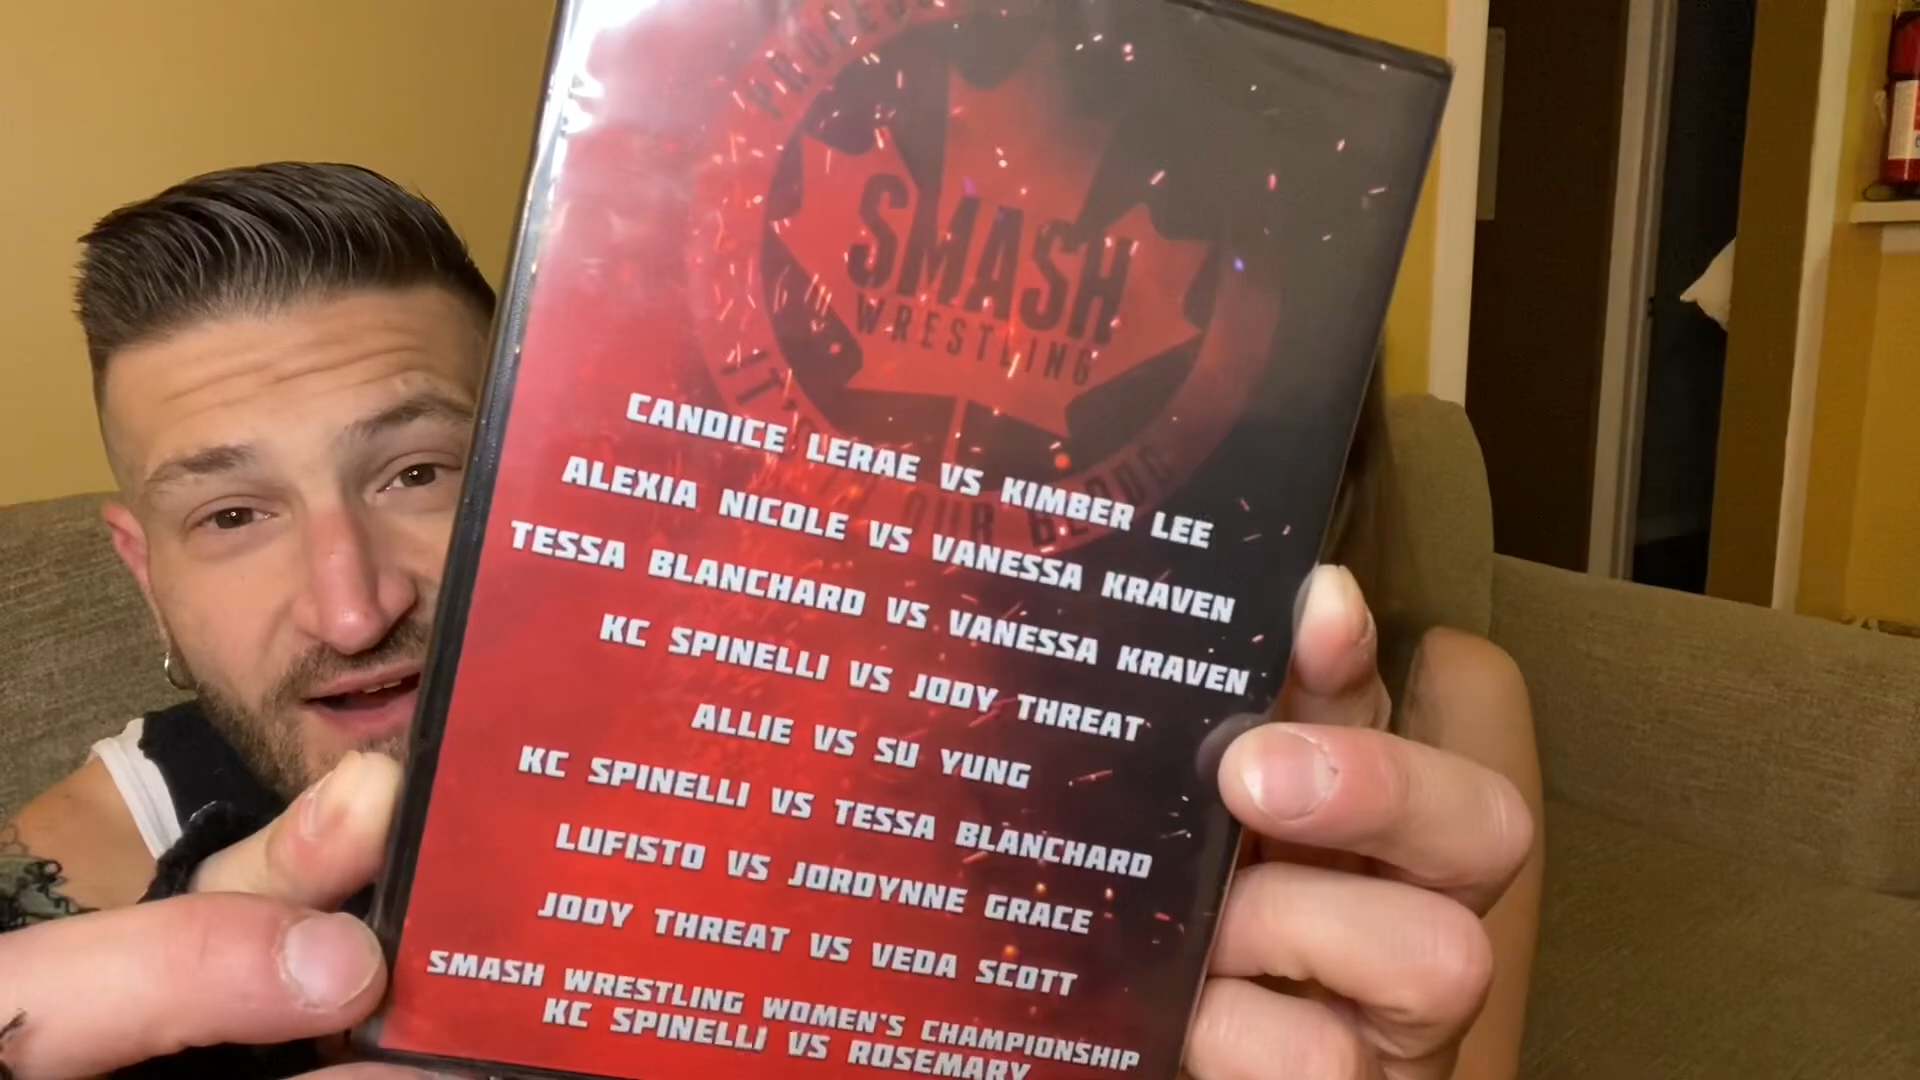 SMASH
WRESTLING
CANDICE LERAE VS KIMBER LEE
ALEXIA NICOLE VS VANESSA KRAVEN
TESSA BLANCHARD VS VANESSA KRAVEN
KC SPINELLI VS JODY THREAT
ALLIE VS SU YUNG
KC SPINELLI VS TESSA BLANCHARD
LUFISTO VS JORDYNNE GRACE
JODY THREAT VS VEDA SCOTT
SMASH WRESTLING WOMEN'S CHAMPIONSHIP
KC SPINELLI VS ROSEMARY